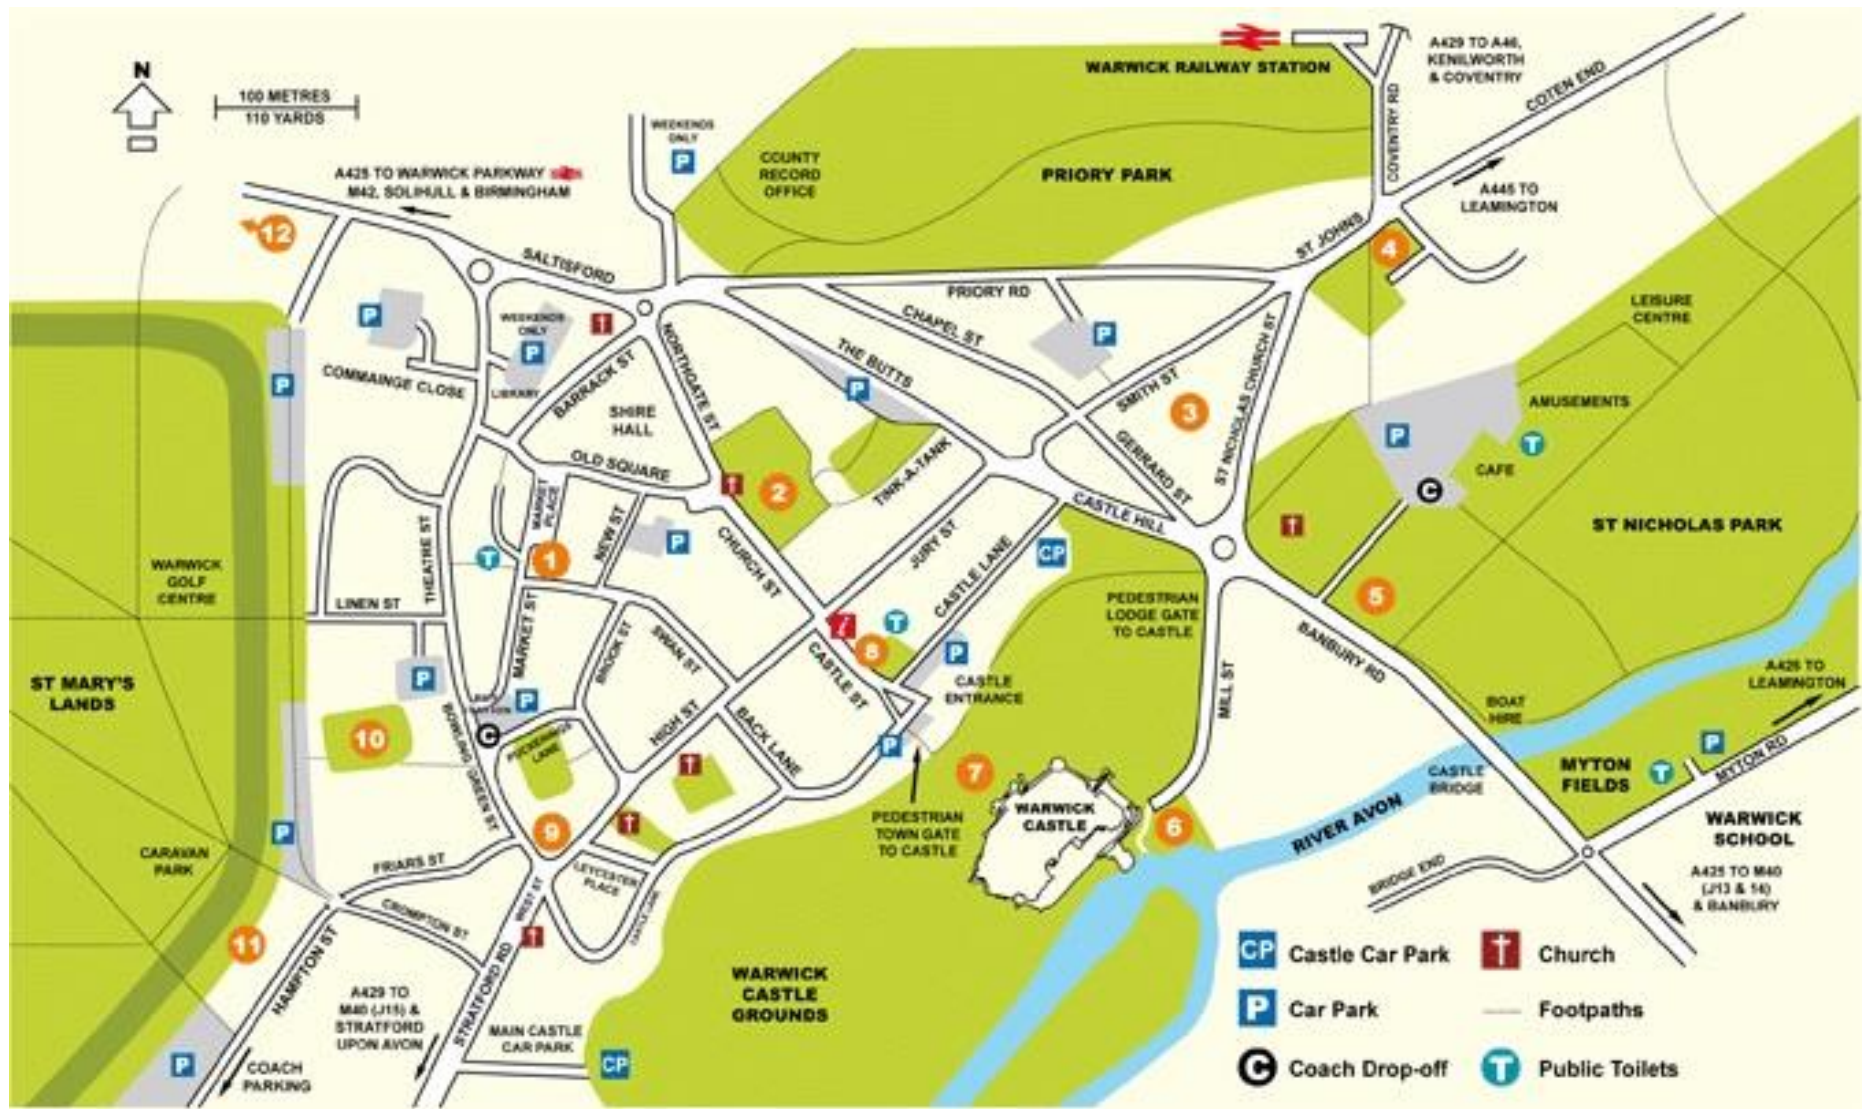 N
100 METRES
110 YARDS
WEEKENDS
ONLY
P
COUNTY
RECORD
OFFICE
WARWICK RAILWAY STATION
PRIORY PARK
COVENTRY RD
A429 TO A46,
KENILWORTH
& COVENTRY
COTEN END
A445 TO
LEAMINGTON
A425 TO WARWICK PARKWAY
M42, SOLIHULL & BIRMINGHAM
12
SALTISFORD
ST JOHNS
4
P
WEEKENDS
ONLY
P
LIBRARY
COMMAINGE CLOSE
BARRACK ST
NORTHGATE ST
SHIRE
HALL
OLD SQUARE
PRIORY RD
CHAPEL ST
THE BUTTS
P
P
SMITH ST
3
GERRARD ST
ST NICHOLAS CHURCH ST
LEISURE
CENTRE
AMUSEMENTS
P
T
CAFE
C
ST NICHOLAS PARK
P
MARKET
PLACE
NEW ST
P
2
TINK-A-TANK
CASTLE HILL
JURY ST
CASTLE LANE
CP
CHURCH ST
THEATRE ST
T
1
WARWICK
GOLF
CENTRE
LINEN ST
MARKET ST
BROOK ST
SWAN ST
i
T
8
P
CASTLE ST
CASTLE
ENTRANCE
PEDESTRIAN
LODGE GATE
TO CASTLE
5
BANBURY RD
MILL ST
ST MARY'S
LANDS
P
P
C
PUCKERINGS
LANE
BOWLING GREEN ST
10
HIGH ST
BACK LANE
P
7
PEDESTRIAN
TOWN GATE
TO CASTLE
WARWICK
CASTLE
6
BOAT
HIRE
CASTLE
BRIDGE
RIVER AVON
MYTON
FIELDS
T
P
MYTON RD
A425 TO
LEAMINGTON
WARWICK
SCHOOL
BRIDGE END
A425 TO M40
(J13 & 14)
& BANBURY
P
CARAVAN
PARK
FRIARS ST
9
LEYCESTER
PLACE
CASTLE LANE
WEST ST
CROMPTON ST
11
HAMPTON ST
STRATFORD RD
A429 TO
M40 (J15) &
STRATFORD
UPON AVON
P
COACH
PARKING
MAIN CASTLE
CAR PARK
CP
WARWICK
CASTLE
GROUNDS
CP Castle Car Park
Church
P Car Park
Footpaths
C Coach Drop-off
T Public Toilets